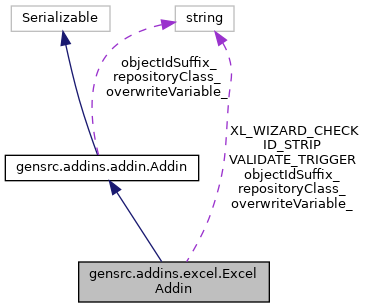 Serializable
string
objectIdSuffix_
repositoryClass_
overwriteVariable_
XL_WIZARD_CHECK
ID_STRIP
VALIDATE_TRIGGER
objectIdSuffix_
repositoryClass_
overwriteVariable_
gensrc.addins.addin.Addin
gensrc.addins.excel.Excel
Addin